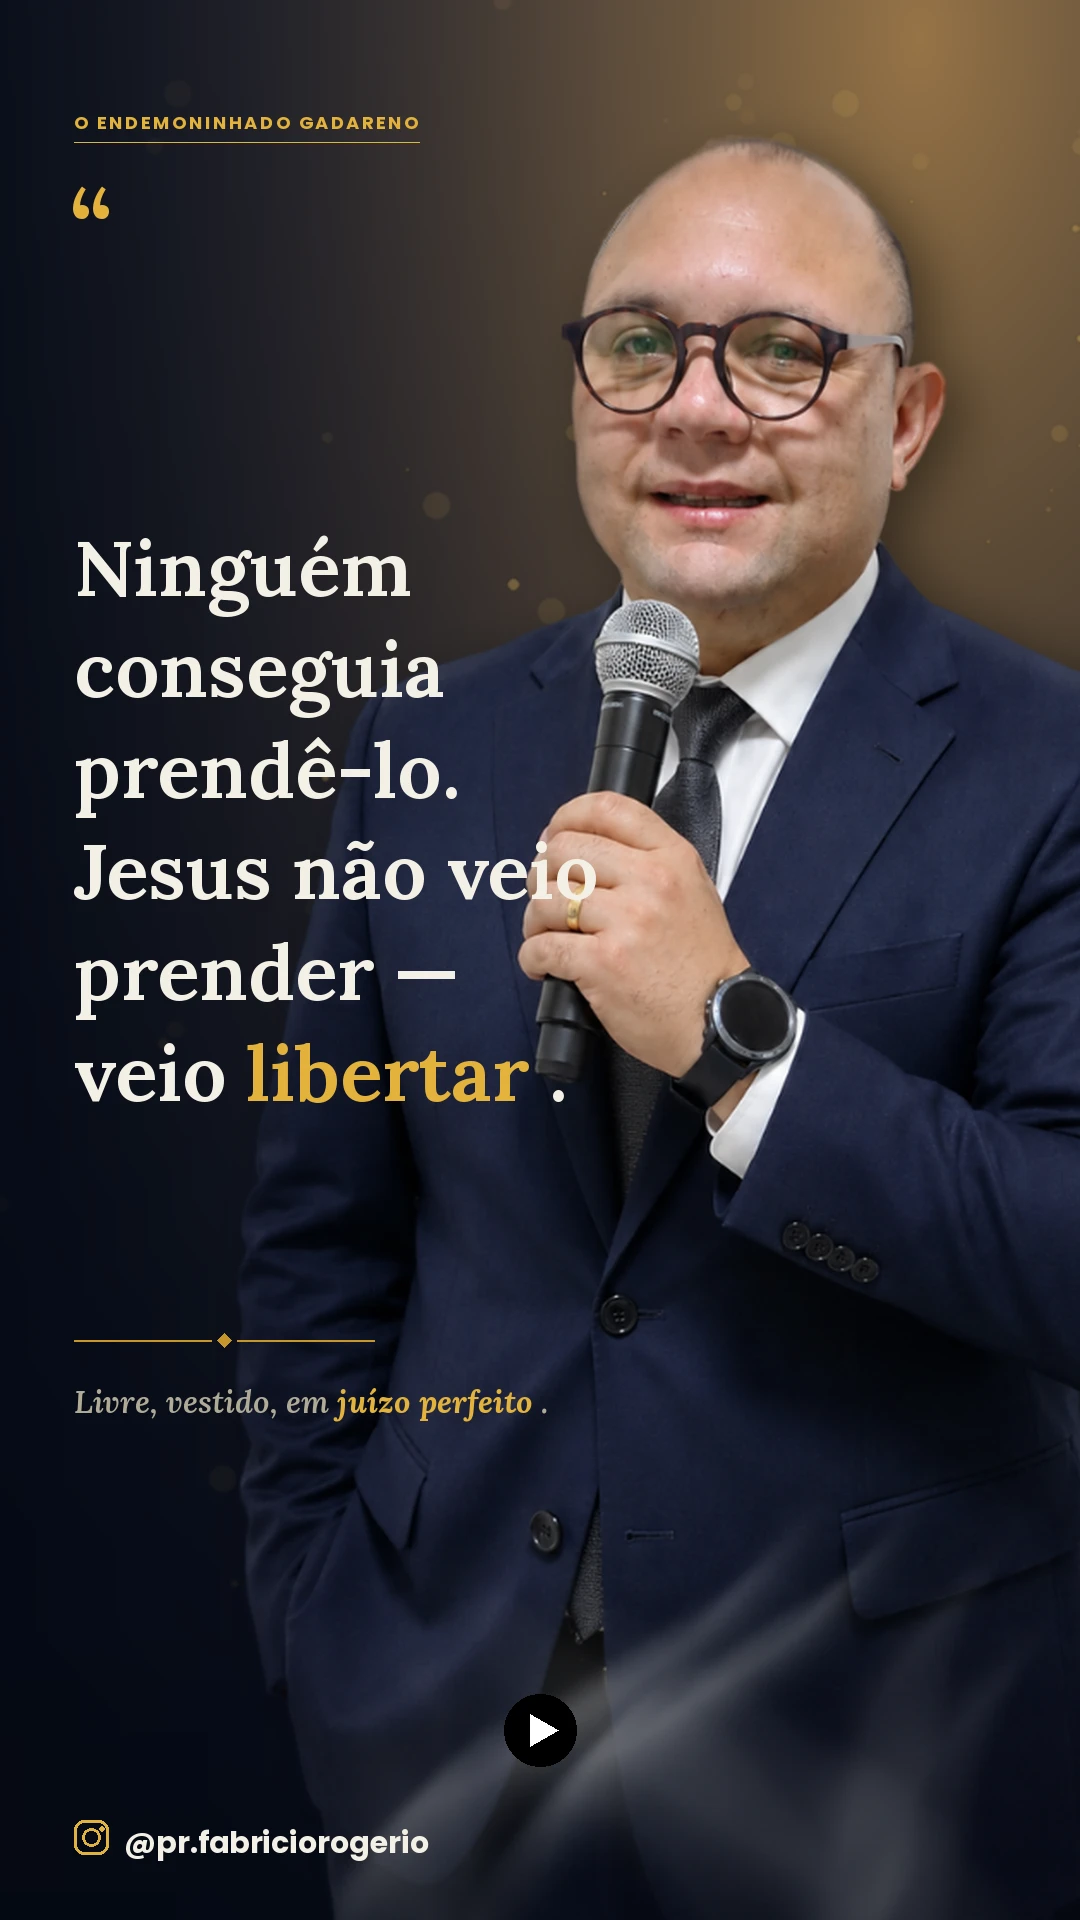 O ENDEMONINHADO GADARENO
“
Ninguém
conseguia
prendê-lo.
Jesus não veio
prender —
veio libertar .
Livre, vestido, em juízo perfeito .
@pr.fabriciorogerio